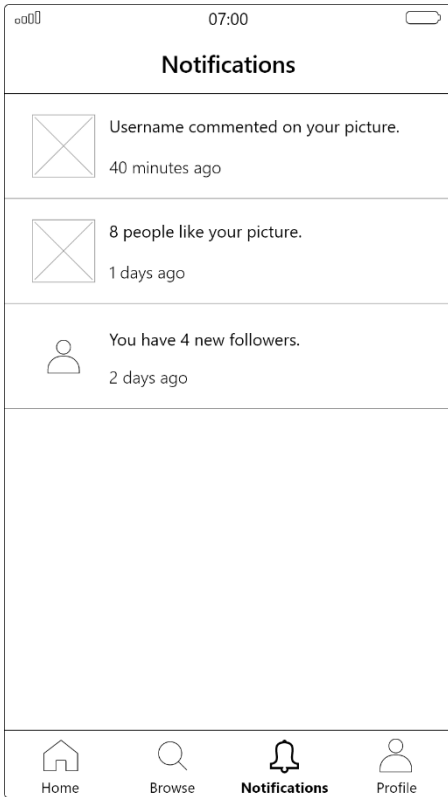 07:00
Notifications
Username commented on your picture.
40 minutes ago
8 people like your picture.
1 days ago
You have 4 new followers.
2 days ago
Home Browse Notifications Profile